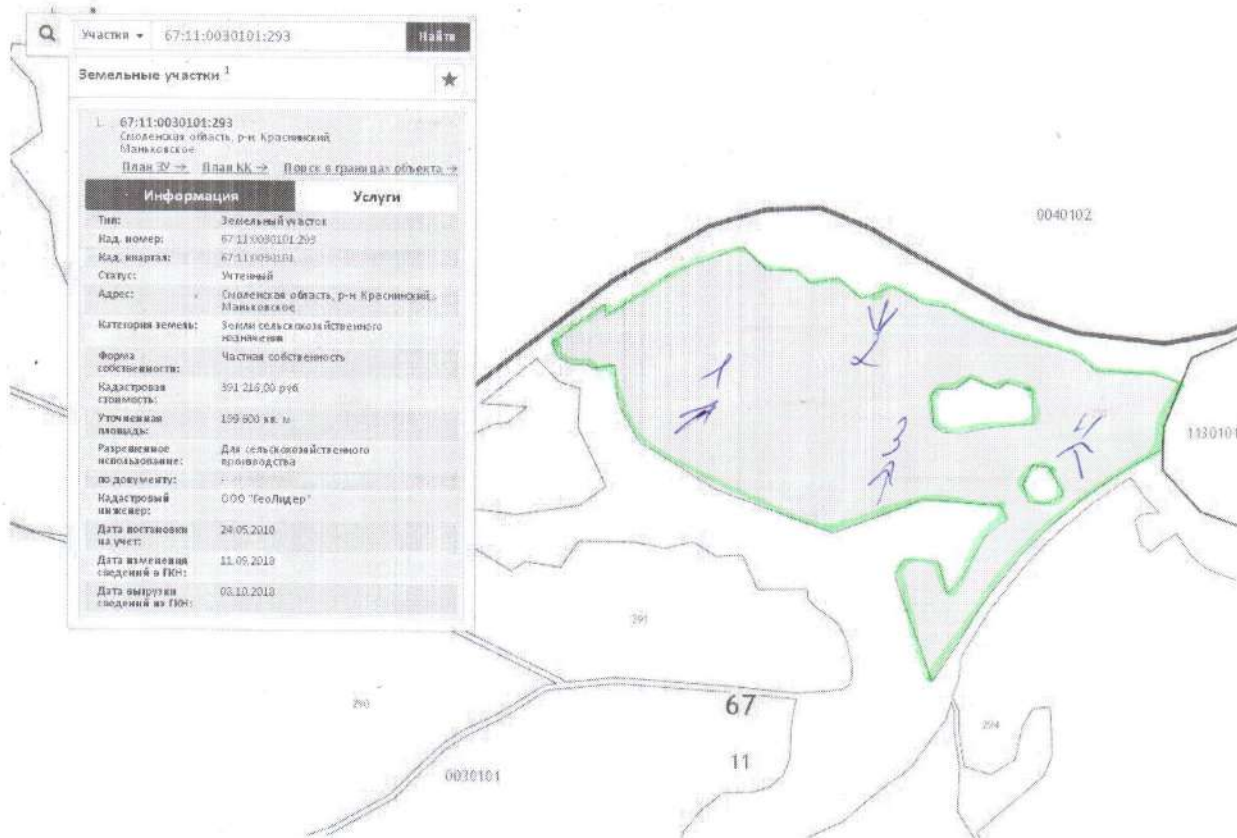 Участки 67:11:0030101:293 Найти
Земельные участки 1
1. 67:11:0030101:293
Смоленская область, р-н Краснинский,
Маньковское
План ЗУ → План КК → Поиск в границах объекта →
Информация Услуги
Тип: Земельный участок
Кад. номер: 67:11:0030101:293
Кад. квартал: 67:11:0030101
Статус: Учтенный
Адрес: Смоленская область, р-н Краснинский,
Маньковское
Категория земель: Земли сельскохозяйственного
назначения
Форма
собственности: Частная собственность
Кадастровая
стоимость: 391 216,00 руб
Уточненная
площадь: 199 600 кв. м
Разрешенное
использование: Для сельскохозяйственного
производства
по документу:
Кадастровый
инженер: ООО "ГеоЛидер"
Дата постановки
на учет: 24.05.2010
Дата изменения
сведений в ГКН: 11.09.2018
Дата выгрузки
сведений из ГКН: 03.10.2018
0040102
1
2
3
4
1130101
291
290
67
294
11
0030101